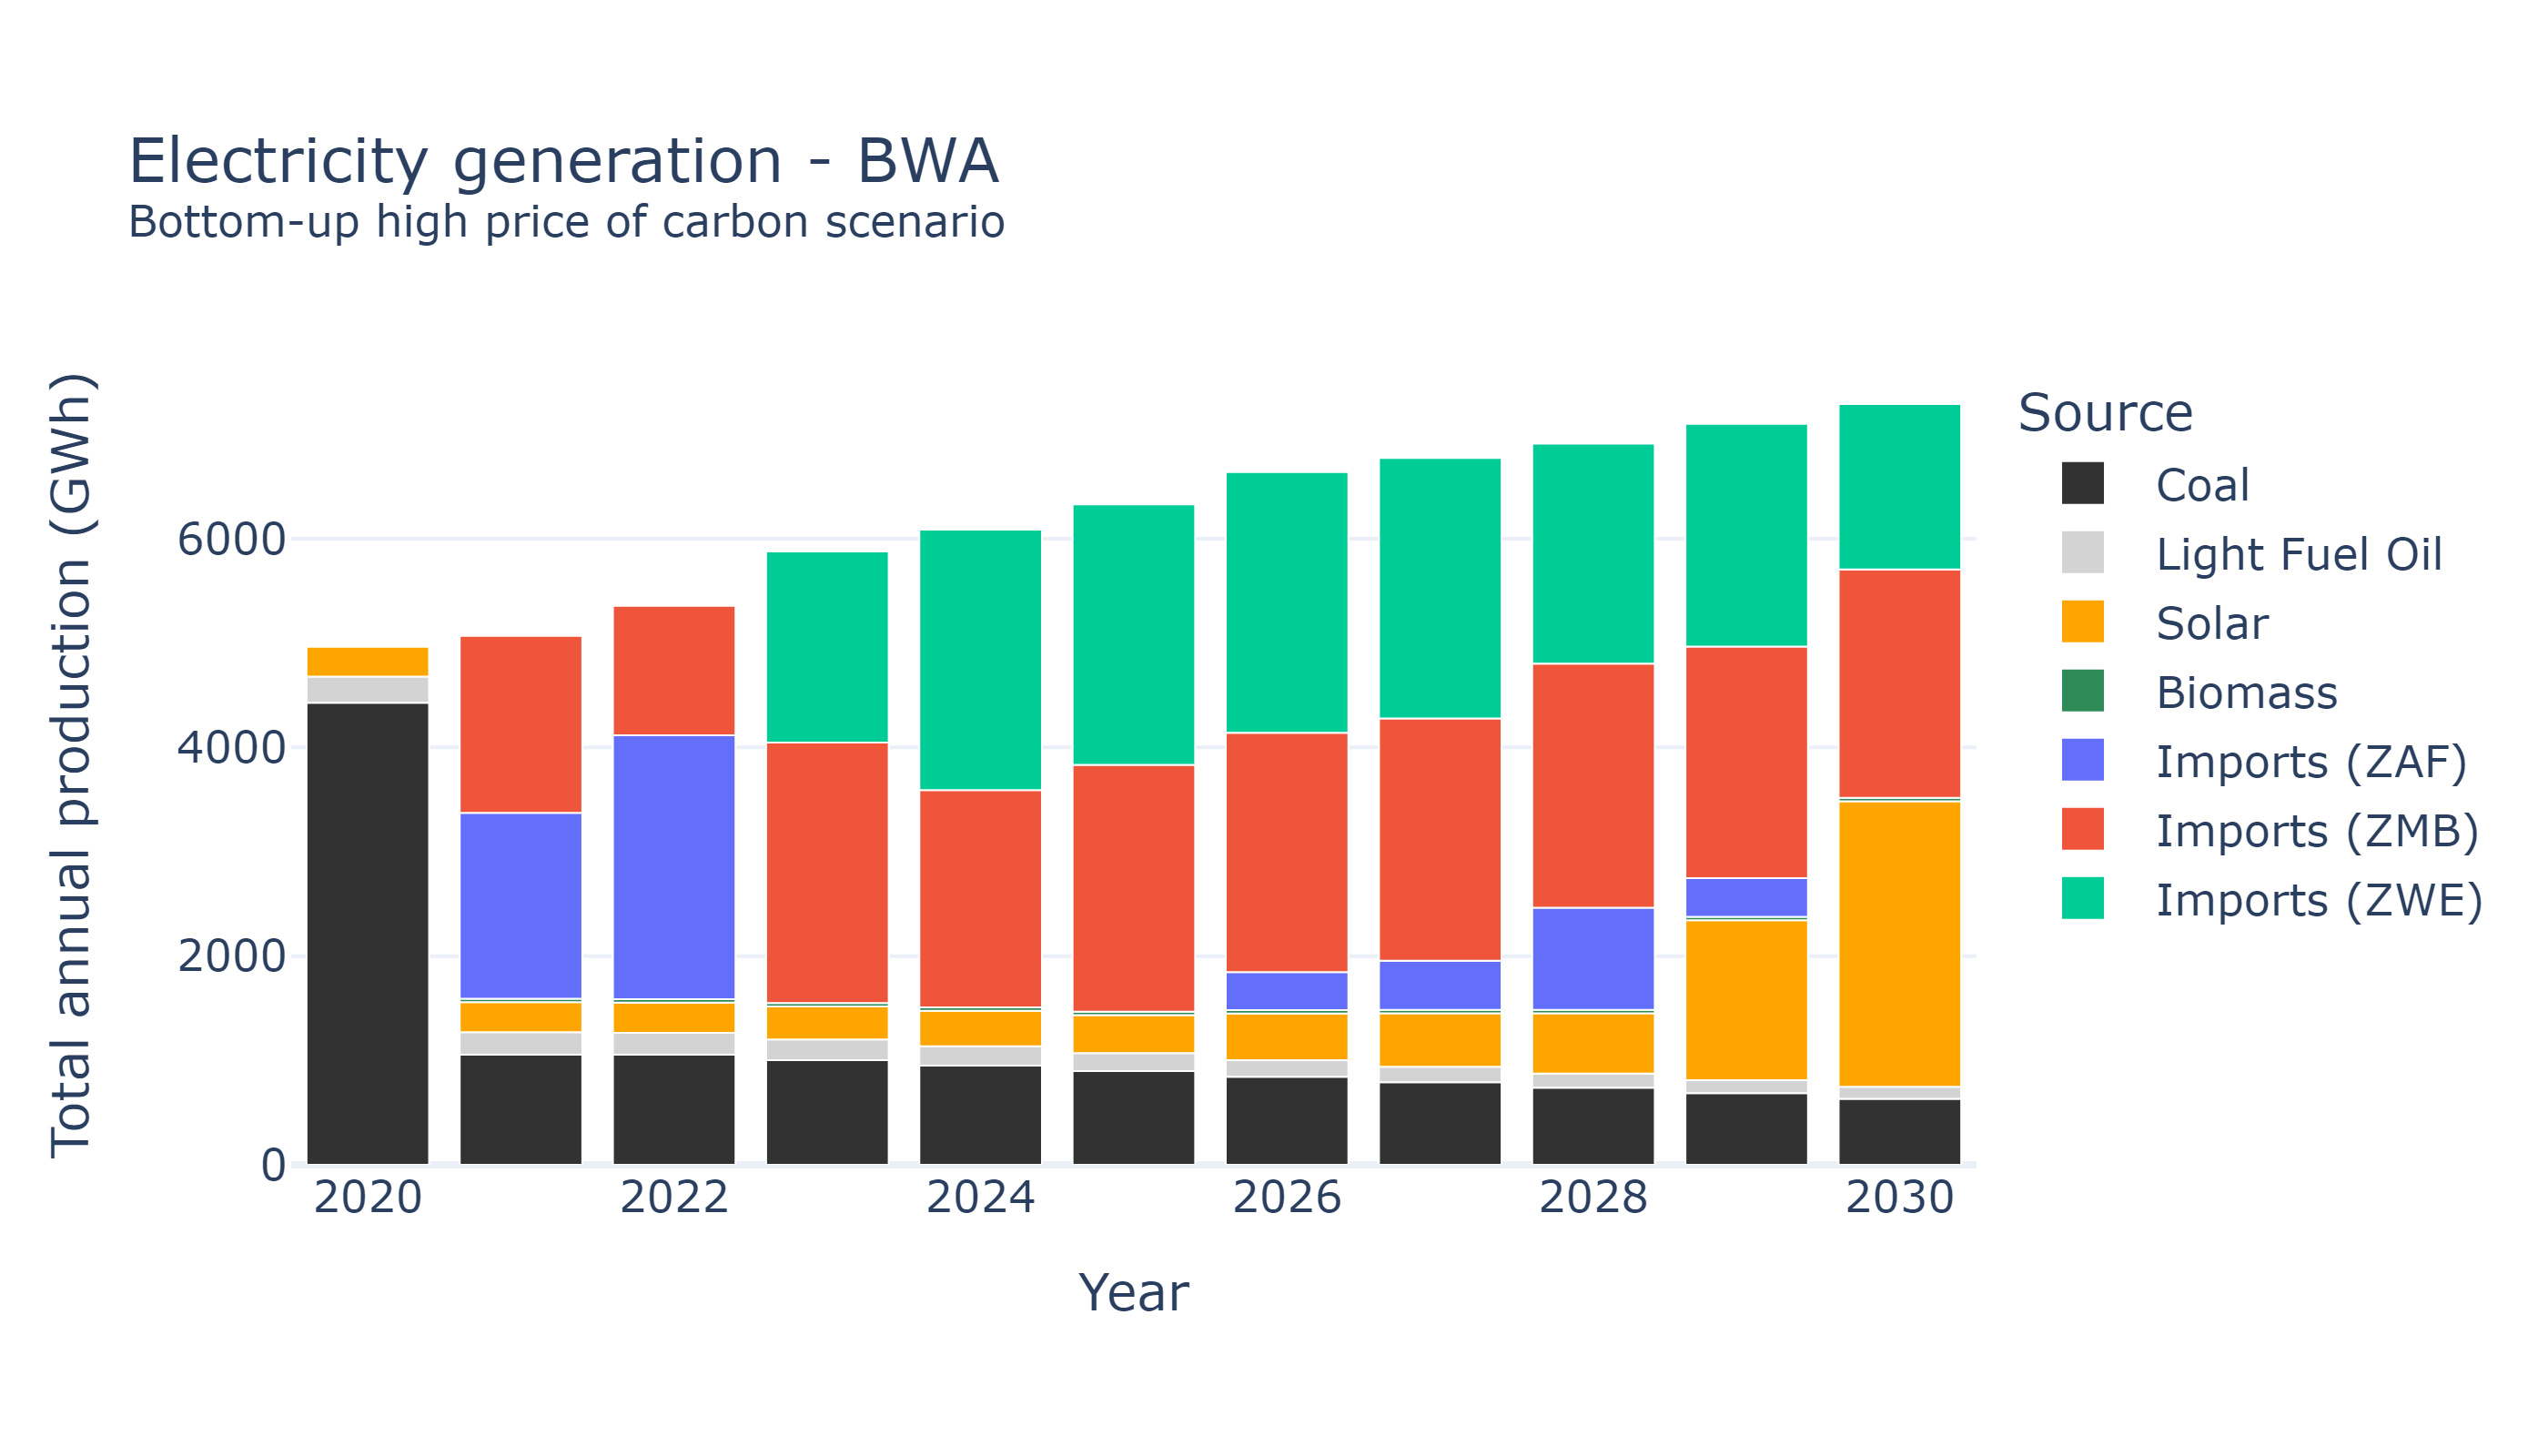 Electricity generation - BWA
Bottom-up high price of carbon scenario
Total annual production (GWh)
6000
4000
2000
0
2020
2022
2024
2026
2028
2030
Year
Source
Coal
Light Fuel Oil
Solar
Biomass
Imports (ZAF)
Imports (ZMB)
Imports (ZWE)